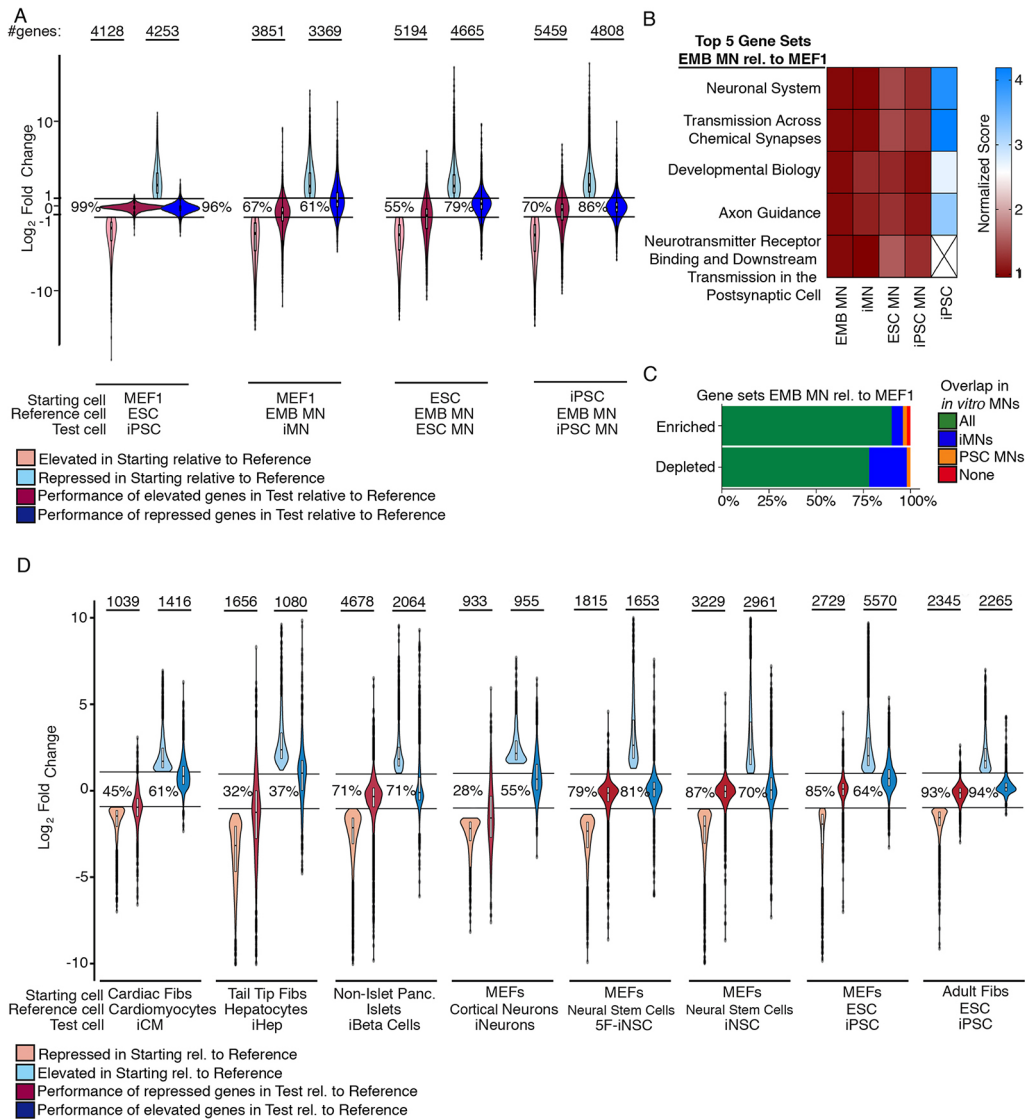 A
#genes: 4128 4253 3851 3369 5194 4665 5459 4808
Log2 Fold Change
10
1
0
-1
-10
99% 96% 67% 61% 55% 79% 70% 86%
Starting cell MEF1 MEF1 ESC iPSC
Reference cell ESC EMB MN EMB MN EMB MN
Test cell iPSC iMN ESC MN iPSC MN
Elevated in Starting relative to Reference
Repressed in Starting relative to Reference
Performance of elevated genes in Test relative to Reference
Performance of repressed genes in Test relative to Reference
B
Top 5 Gene Sets
EMB MN rel. to MEF1
Neuronal System
Transmission Across
Chemical Synapses
Developmental Biology
Axon Guidance
Neurotransmitter Receptor
Binding and Downstream
Transmission in the
Postsynaptic Cell
EMB MN
iMN
ESC MN
iPSC MN
iPSC
Normalized Score
4
3
2
1
C
Gene sets EMB MN rel. to MEF1
Enriched
Depleted
0% 25% 50% 75% 100%
Overlap in
in vitro MNs
All
iMNs
PSC MNs
None
D
1039 1416 1656 1080 4678 2064 933 955 1815 1653 3229 2961 2729 5570 2345 2265
Log2 Fold Change
10
5
0
-5
-10
45% 61% 32% 37% 71% 71% 28% 55% 79% 81% 87% 70% 85% 64% 93% 94%
Starting cell Cardiac Fibs Tail Tip Fibs Non-Islet Panc. MEFs MEFs MEFs MEFs Adult Fibs
Reference cell Cardiomyocytes Hepatocytes Islets Cortical Neurons Neural Stem Cells Neural Stem Cells ESC ESC
Test cell iCM iHep iBeta Cells iNeurons 5F-iNSC iNSC iPSC iPSC
Repressed in Starting rel. to Reference
Elevated in Starting rel. to Reference
Performance of repressed genes in Test rel. to Reference
Performance of elevated genes in Test rel. to Reference